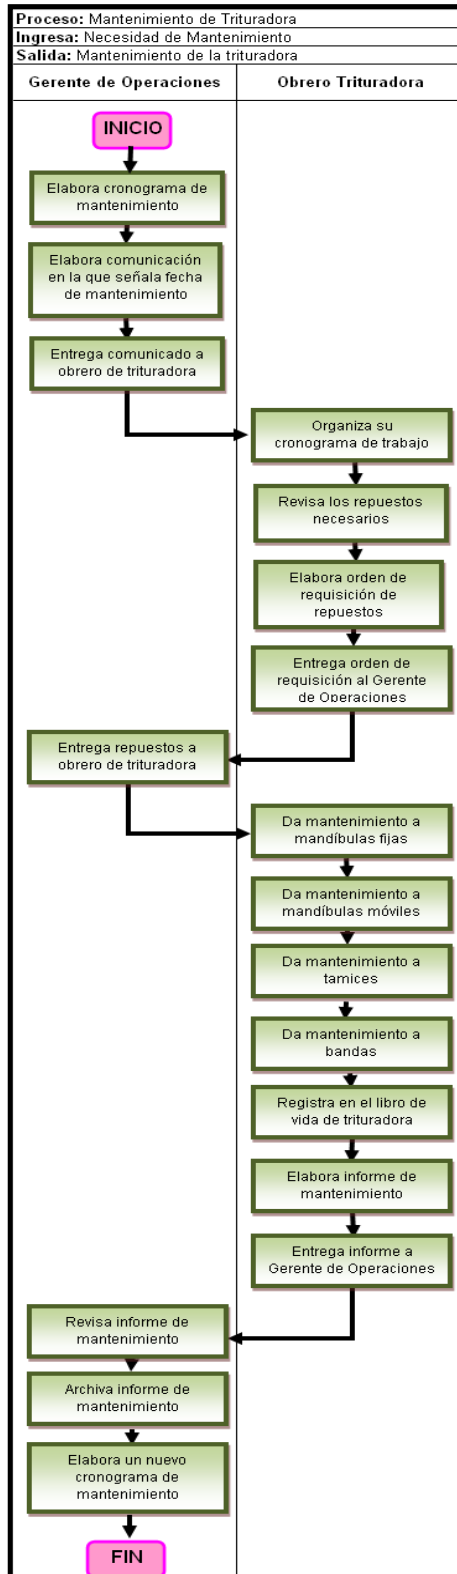 Proceso: Mantenimiento de Trituradora
Ingresa: Necesidad de Mantenimiento
Salida: Mantenimiento de la trituradora
Gerente de Operaciones
Obrero Trituradora
INICIO
Elabora cronograma de
mantenimiento
Elabora comunicación
en la que señala fecha
de mantenimiento
Entrega comunicado a
obrero de trituradora
Organiza su
cronograma de trabajo
Revisa los repuestos
necesarios
Elabora orden de
requisición de
repuestos
Entrega orden de
requisición al Gerente
de Operaciones
Entrega repuestos a
obrero de trituradora
Da mantenimiento a
mandíbulas fijas
Da mantenimiento a
mandíbulas móviles
Da mantenimiento a
tamices
Da mantenimiento a
bandas
Registra en el libro de
vida de trituradora
Elabora informe de
mantenimiento
Entrega informe a
Gerente de Operaciones
Revisa informe de
mantenimiento
Archiva informe de
mantenimiento
Elabora un nuevo
cronograma de
mantenimiento
FIN